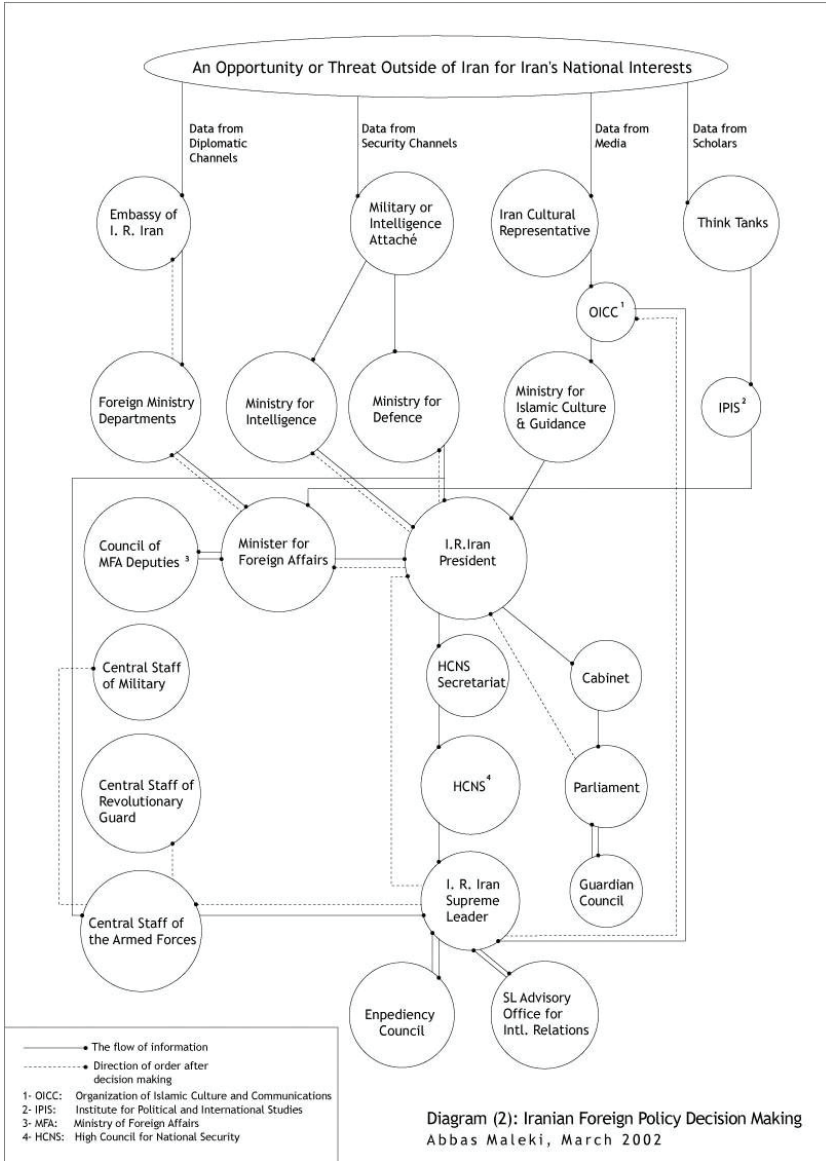 An Opportunity or Threat Outside of Iran for Iran's National Interests
Data from
Diplomatic
Channels
Data from
Security Channels
Data from
Media
Data from
Scholars
Embassy of
I. R. Iran
Military or
Intelligence
Attaché
Iran Cultural
Representative
Think Tanks
OICC 1
Foreign Ministry
Departments
Ministry for
Intelligence
Ministry for
Defence
Ministry for
Islamic Culture
& Guidance
IPIS 2
Council of
MFA Deputies 3
Minister for
Foreign Affairs
I.R.Iran
President
Central Staff
of Military
HCNS
Secretariat
Cabinet
Central Staff of
Revolutionary
Guard
HCNS 4
Parliament
Central Staff of
the Armed Forces
I. R. Iran
Supreme
Leader
Guardian
Council
Enpediency
Council
SL Advisory
Office for
Intl. Relations
The flow of information
Direction of order after
decision making
1- OICC: Organization of Islamic Culture and Communications
2- IPIS: Institute for Political and International Studies
3- MFA: Ministry of Foreign Affairs
4- HCNS: High Council for National Security
Diagram (2): Iranian Foreign Policy Decision Making
Abbas Maleki, March 2002